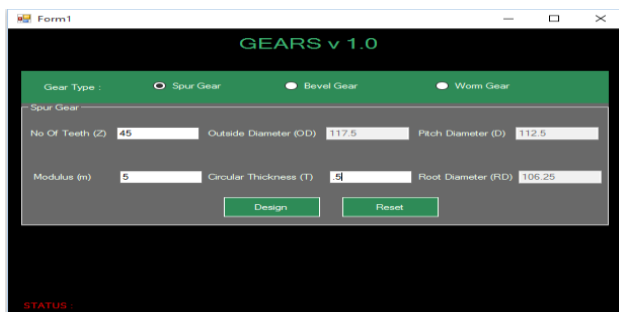 Form1
GEARS v 1.0
Gear Type : Spur Gear Bevel Gear Worm Gear
Spur Gear
No Of Teeth (Z) 45 Outside Diameter (OD) 117.5 Pitch Diameter (D) 112.5
Modulus (m) 5 Circular Thickness (T) .5 Root Diameter (RD) 106.25
Design Reset
STATUS :